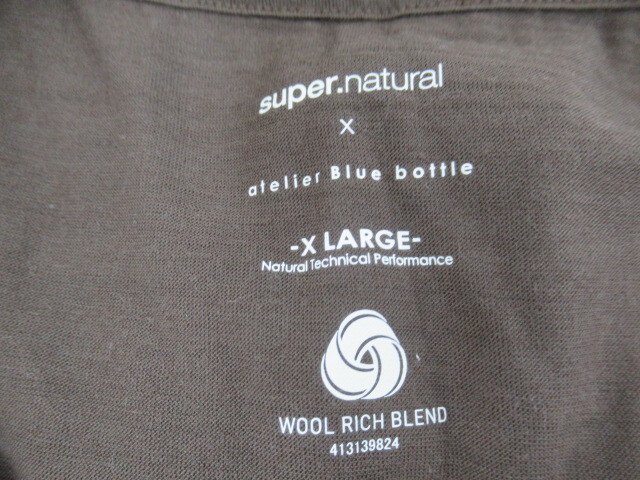 super.natural
X
atelier Blue bottle
-X LARGE-
Natural Technical Performance
WOOL RICH BLEND
413139824